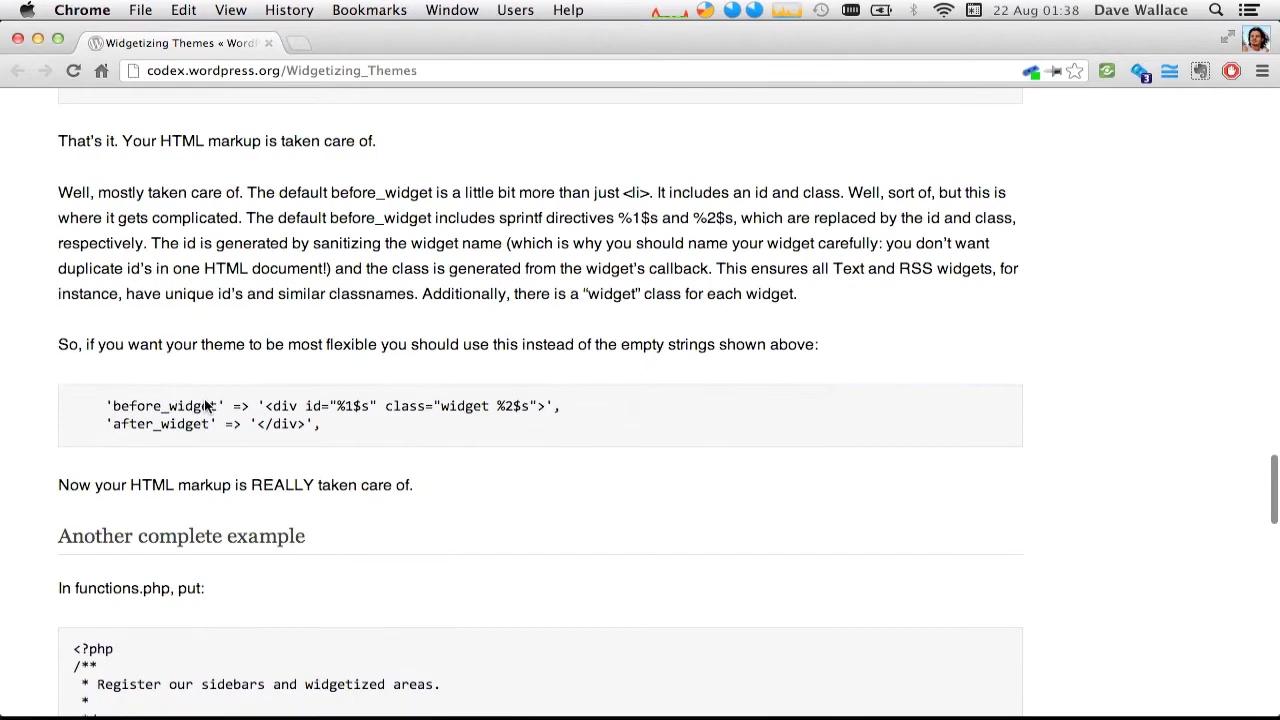 Chrome File Edit View History Bookmarks Window Users Help 22 Aug 01:38 Dave Wallace
Widgetizing Themes « Word
codex.wordpress.org/Widgetizing_Themes
3
That's it. Your HTML markup is taken care of.
Well, mostly taken care of. The default before_widget is a little bit more than just <li>. It includes an id and class. Well, sort of, but this is
where it gets complicated. The default before_widget includes sprintf directives %1$s and %2$s, which are replaced by the id and class,
respectively. The id is generated by sanitizing the widget name (which is why you should name your widget carefully: you don't want
duplicate id's in one HTML document!) and the class is generated from the widget's callback. This ensures all Text and RSS widgets, for
instance, have unique id's and similar classnames. Additionally, there is a “widget” class for each widget.
So, if you want your theme to be most flexible you should use this instead of the empty strings shown above:
'before_widget' => '<div id="%1$s" class="widget %2$s">',
'after_widget' => '</div>',
Now your HTML markup is REALLY taken care of.
Another complete example
In functions.php, put:
<?php
/**
* Register our sidebars and widgetized areas.
*